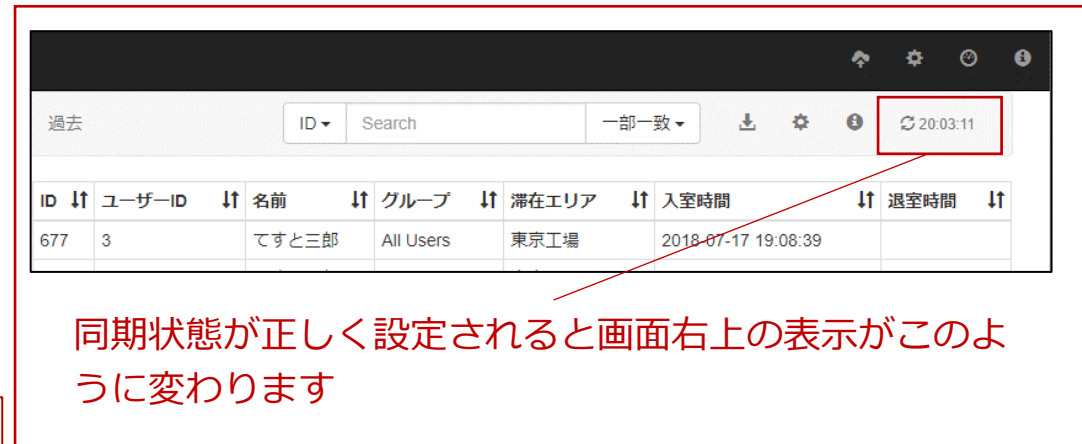 過去 ID Search 一部一致 20:03:11
ID ユーザーID 名前 グループ 滞在エリア 入室時間 退室時間
677 3 てすと三郎 All Users 東京工場 2018-07-17 19:08:39
同期状態が正しく設定されると画面右上の表示がこのよ
うに変わります